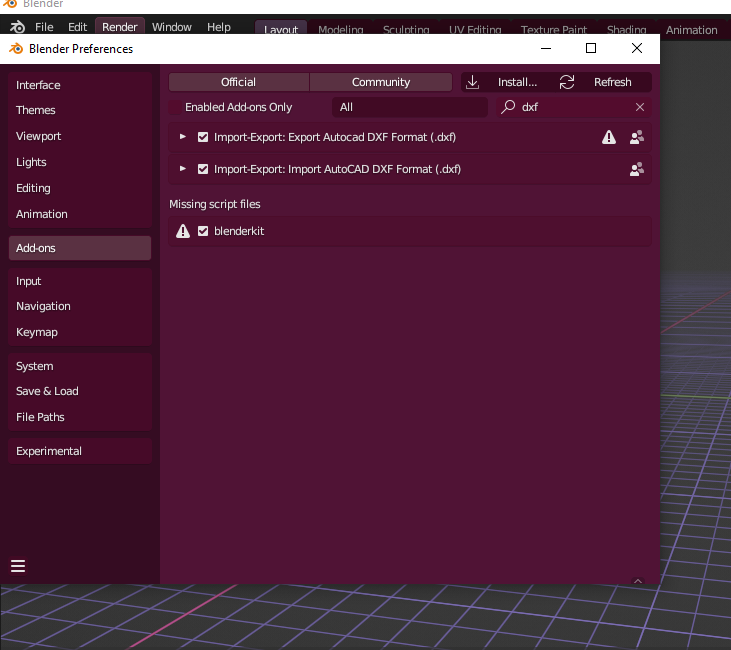 Blender
File Edit Render Window Help Layout Modeling Sculpting UV Editing Texture Paint Shading Animation
Blender Preferences
Interface
Themes
Viewport
Lights
Editing
Animation
Add-ons
Input
Navigation
Keymap
System
Save & Load
File Paths
Experimental
Official Community Install... Refresh
Enabled Add-ons Only All dxf
Import-Export: Export Autocad DXF Format (.dxf)
Import-Export: Import AutoCAD DXF Format (.dxf)
Missing script files
blenderkit